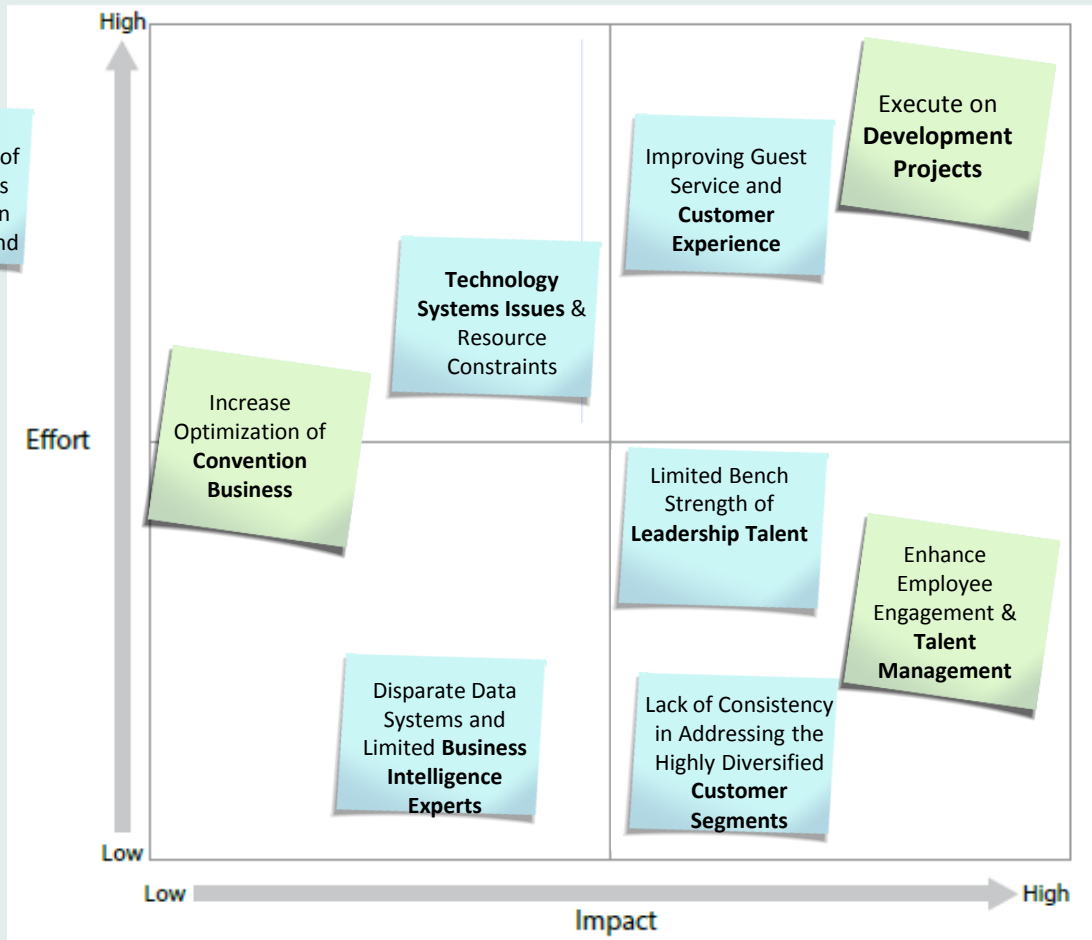 High
Execute on
Development
Projects
of
s
n
nd
Improving Guest
Service and
Customer
Experience
Technology
Systems Issues &
Resource
Constraints
Increase
Optimization of
Convention
Business
Effort
Limited Bench
Strength of
Leadership Talent
Enhance
Employee
Engagement &
Talent
Management
Disparate Data
Systems and
Limited Business
Intelligence
Experts
Lack of Consistency
in Addressing the
Highly Diversified
Customer
Segments
Low
Low
High
Impact